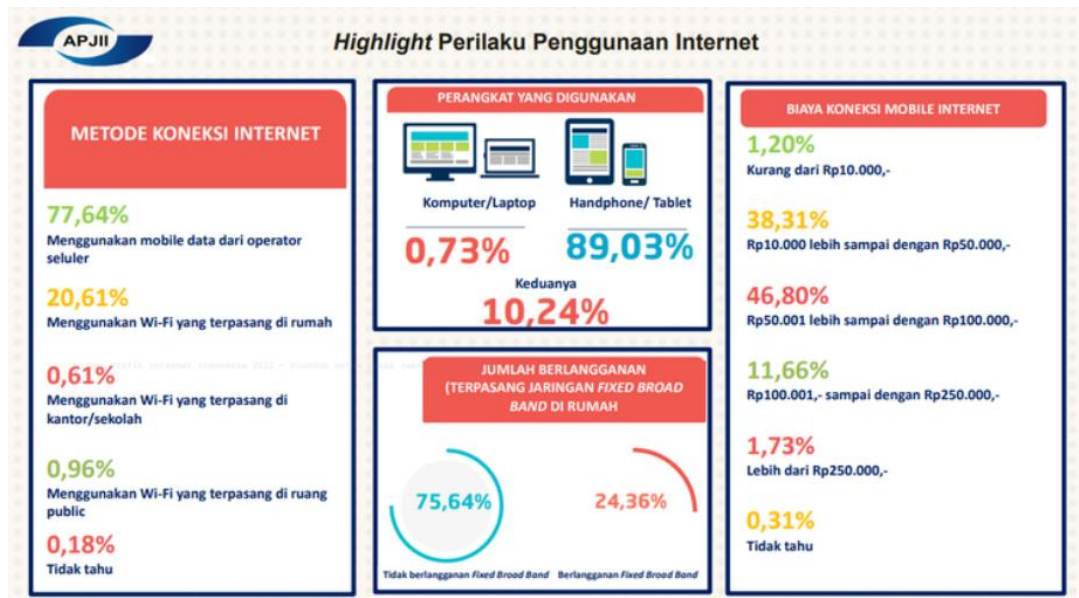 APJII
Highlight Perilaku Penggunaan Internet
METODE KONEKSI INTERNET
77,64%
Menggunakan mobile data dari operator
seluler
20,61%
Menggunakan Wi-Fi yang terpasang di rumah
0,61%
Menggunakan Wi-Fi yang terpasang di
kantor/sekolah
0,96%
Menggunakan Wi-Fi yang terpasang di ruang
public
0,18%
Tidak tahu
PERANGKAT YANG DIGUNAKAN
Komputer/Laptop
Handphone/ Tablet
0,73%
89,03%
Keduanya
10,24%
JUMLAH BERLANGGANAN
(TERPASANG JARINGAN FIXED BROAD
BAND DI RUMAH
75,64%
24,36%
Tidak berlangganan Fixed Broad Band
Berlangganan Fixed Broad Band
BIAYA KONEKSI MOBILE INTERNET
1,20%
Kurang dari Rp10.000,-
38,31%
Rp10.000 lebih sampai dengan Rp50.000,-
46,80%
Rp50.001 lebih sampai dengan Rp100.000,-
11,66%
Rp100.001,- sampai dengan Rp250.000,-
1,73%
Lebih dari Rp250.000,-
0,31%
Tidak tahu